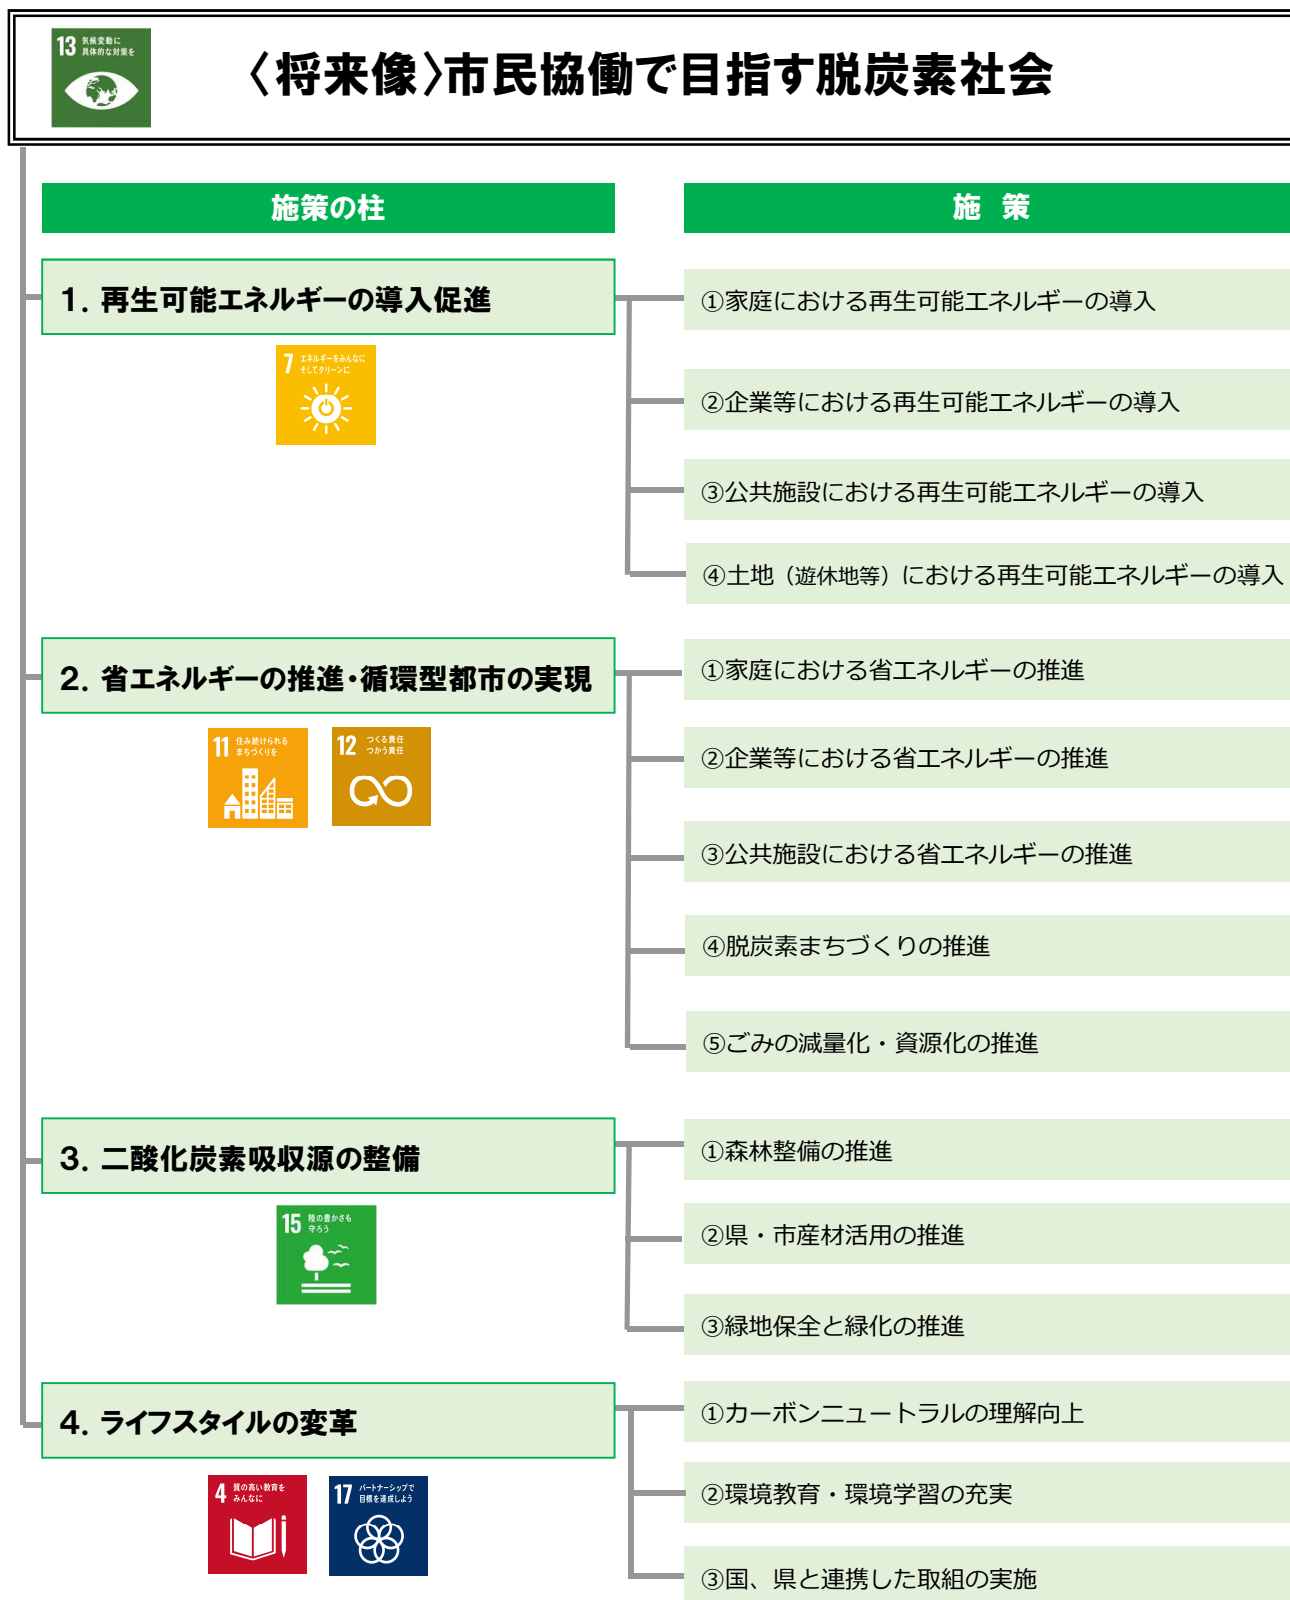 13 気候変動に
具体的な対策を
〈将来像〉市民協働で目指す脱炭素社会
施策の柱
施 策
1. 再生可能エネルギーの導入促進
7 エネルギーをみんなに
そしてクリーンに
①家庭における再生可能エネルギーの導入
②企業等における再生可能エネルギーの導入
③公共施設における再生可能エネルギーの導入
④土地（遊休地等）における再生可能エネルギーの導入
2. 省エネルギーの推進・循環型都市の実現
11 住み続けられる
まちづくりを
12 つくる責任
つかう責任
①家庭における省エネルギーの推進
②企業等における省エネルギーの推進
③公共施設における省エネルギーの推進
④脱炭素まちづくりの推進
⑤ごみの減量化・資源化の推進
3. 二酸化炭素吸収源の整備
15 陸の豊かさも
守ろう
①森林整備の推進
②県・市産材活用の推進
③緑地保全と緑化の推進
4. ライフスタイルの変革
4 質の高い教育を
みんなに
17 パートナーシップで
目標を達成しよう
①カーボンニュートラルの理解向上
②環境教育・環境学習の充実
③国、県と連携した取組の実施